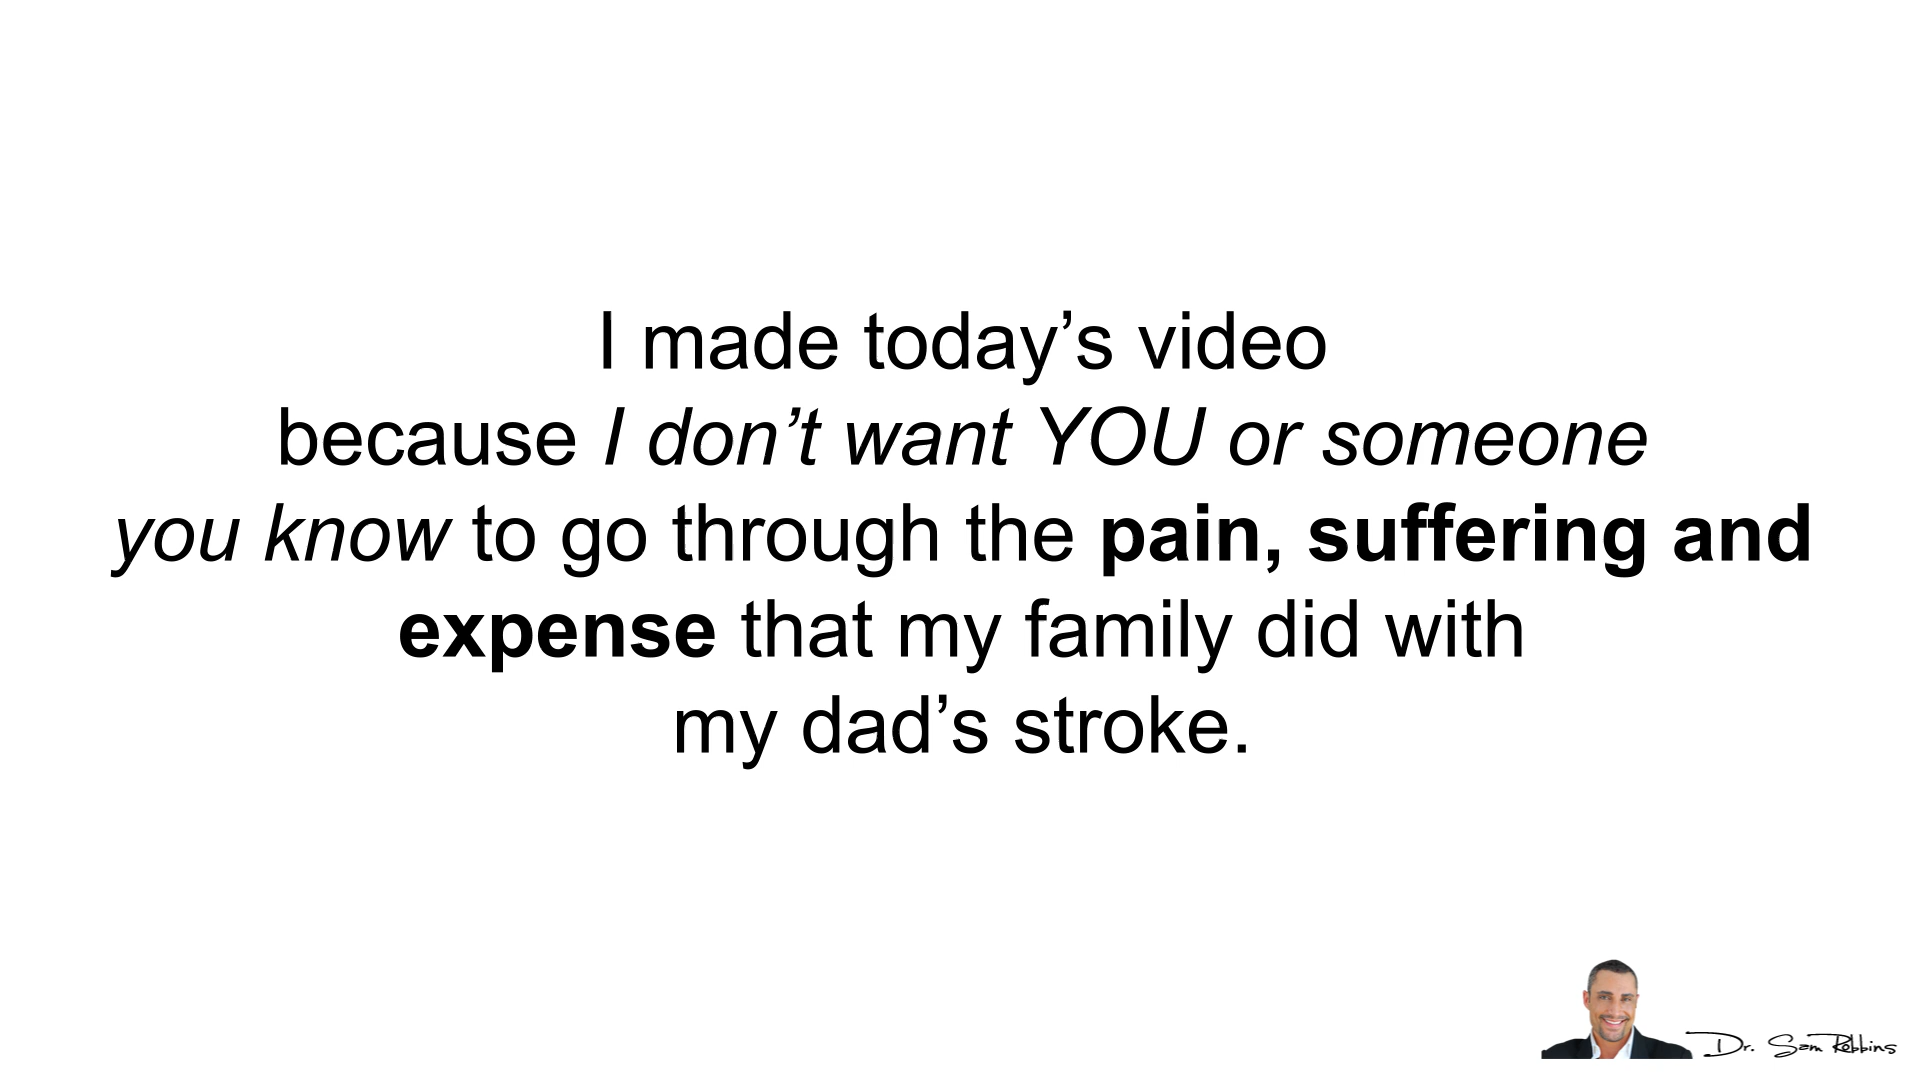 I made today’s video
because I don’t want YOU or someone
you know to go through the pain, suffering and
expense that my family did with
my dad’s stroke.
Dr. Sam Robbins